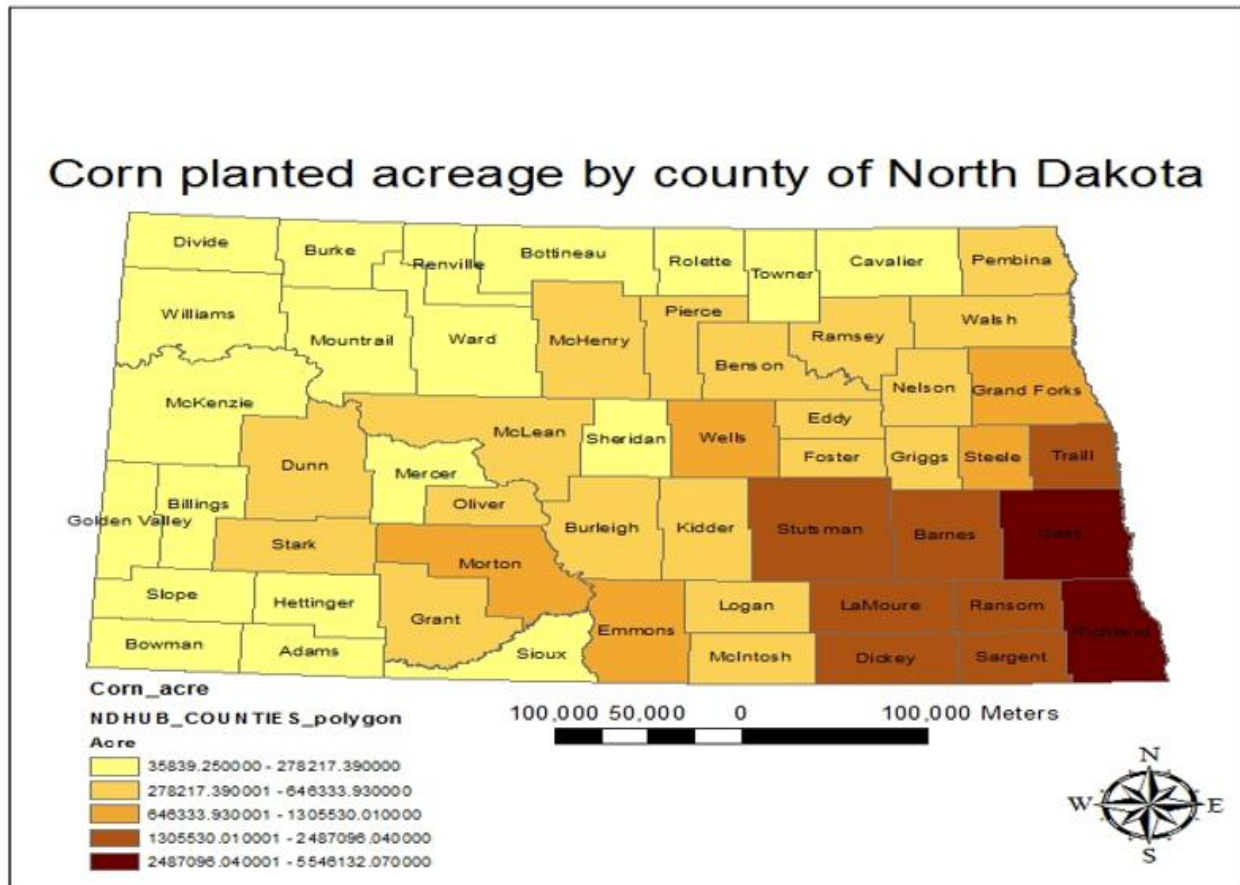 Corn planted acreage by county of North Dakota
Divide
Burke
Renville
Bottineau
Rolette
Towner
Cavalier
Pembina
Williams
Mountrail
Ward
McHenry
Pierce
Benson
Ramsey
Walsh
McKenzie
Nelson
Grand Forks
Dunn
McLean
Sheridan
Wells
Eddy
Foster
Griggs
Steele
Traill
Mercer
Oliver
Golden Valley
Billings
Stark
Morton
Burleigh
Kidder
Stutsman
Barnes
Cass
Slope
Hettinger
Grant
Emmons
Logan
LaMoure
Ransom
Richland
Bowman
Adams
Sioux
McIntosh
Dickey
Sargent
Corn_acre
NDHUB_COUNTIES_polygon
Acre
35839.250000 - 278217.390000
278217.390001 - 646333.930000
646333.930001 - 1305530.010000
1305530.010001 - 2487096.040000
2487096.040001 - 5546132.070000
100,000 50,000 0 100,000 Meters
N
W E
S